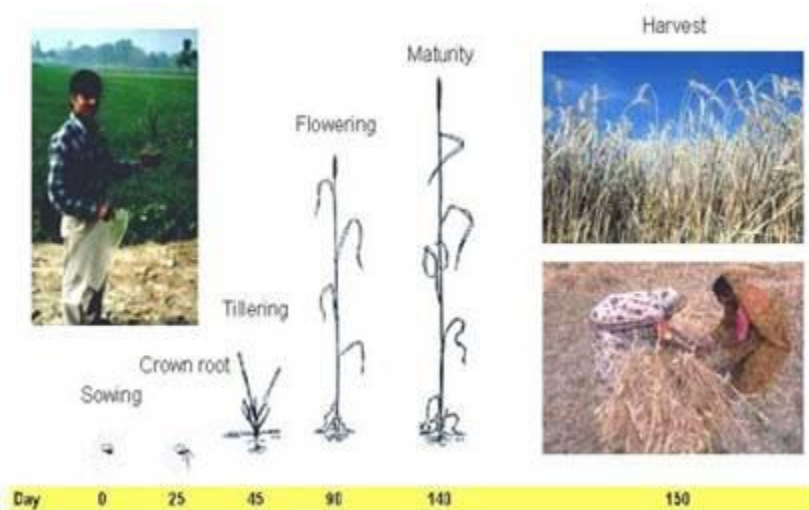 Harvest
Maturity
Flowering
Tillering
Crown root
Sowing
Day 0 25 45 90 140 150